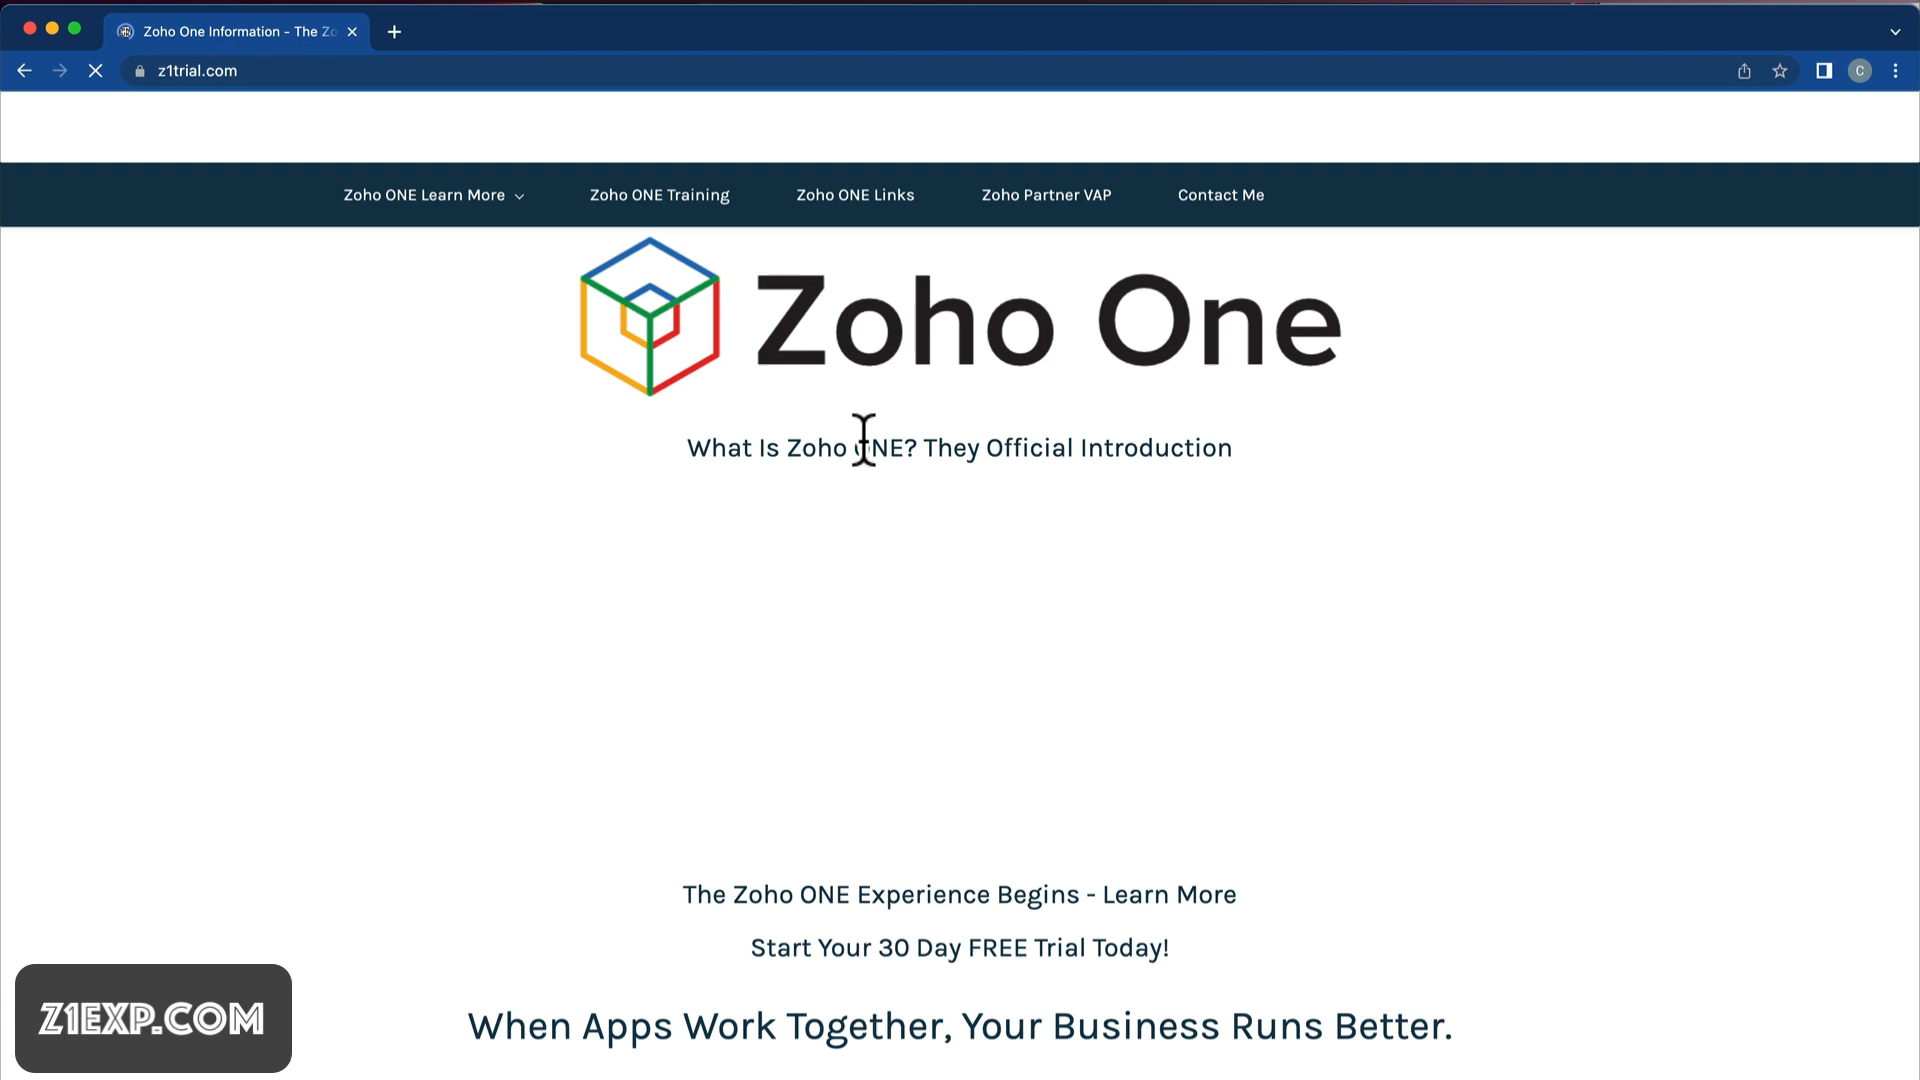 Zoho One Information - The Zo
z1trial.com
C
Zoho ONE Learn More
Zoho ONE Training
Zoho ONE Links
Zoho Partner VAP
Contact Me
Zoho One
What Is Zoho ONE? They Official Introduction
The Zoho ONE Experience Begins - Learn More
Start Your 30 Day FREE Trial Today!
When Apps Work Together, Your Business Runs Better.
Z1EXP.COM